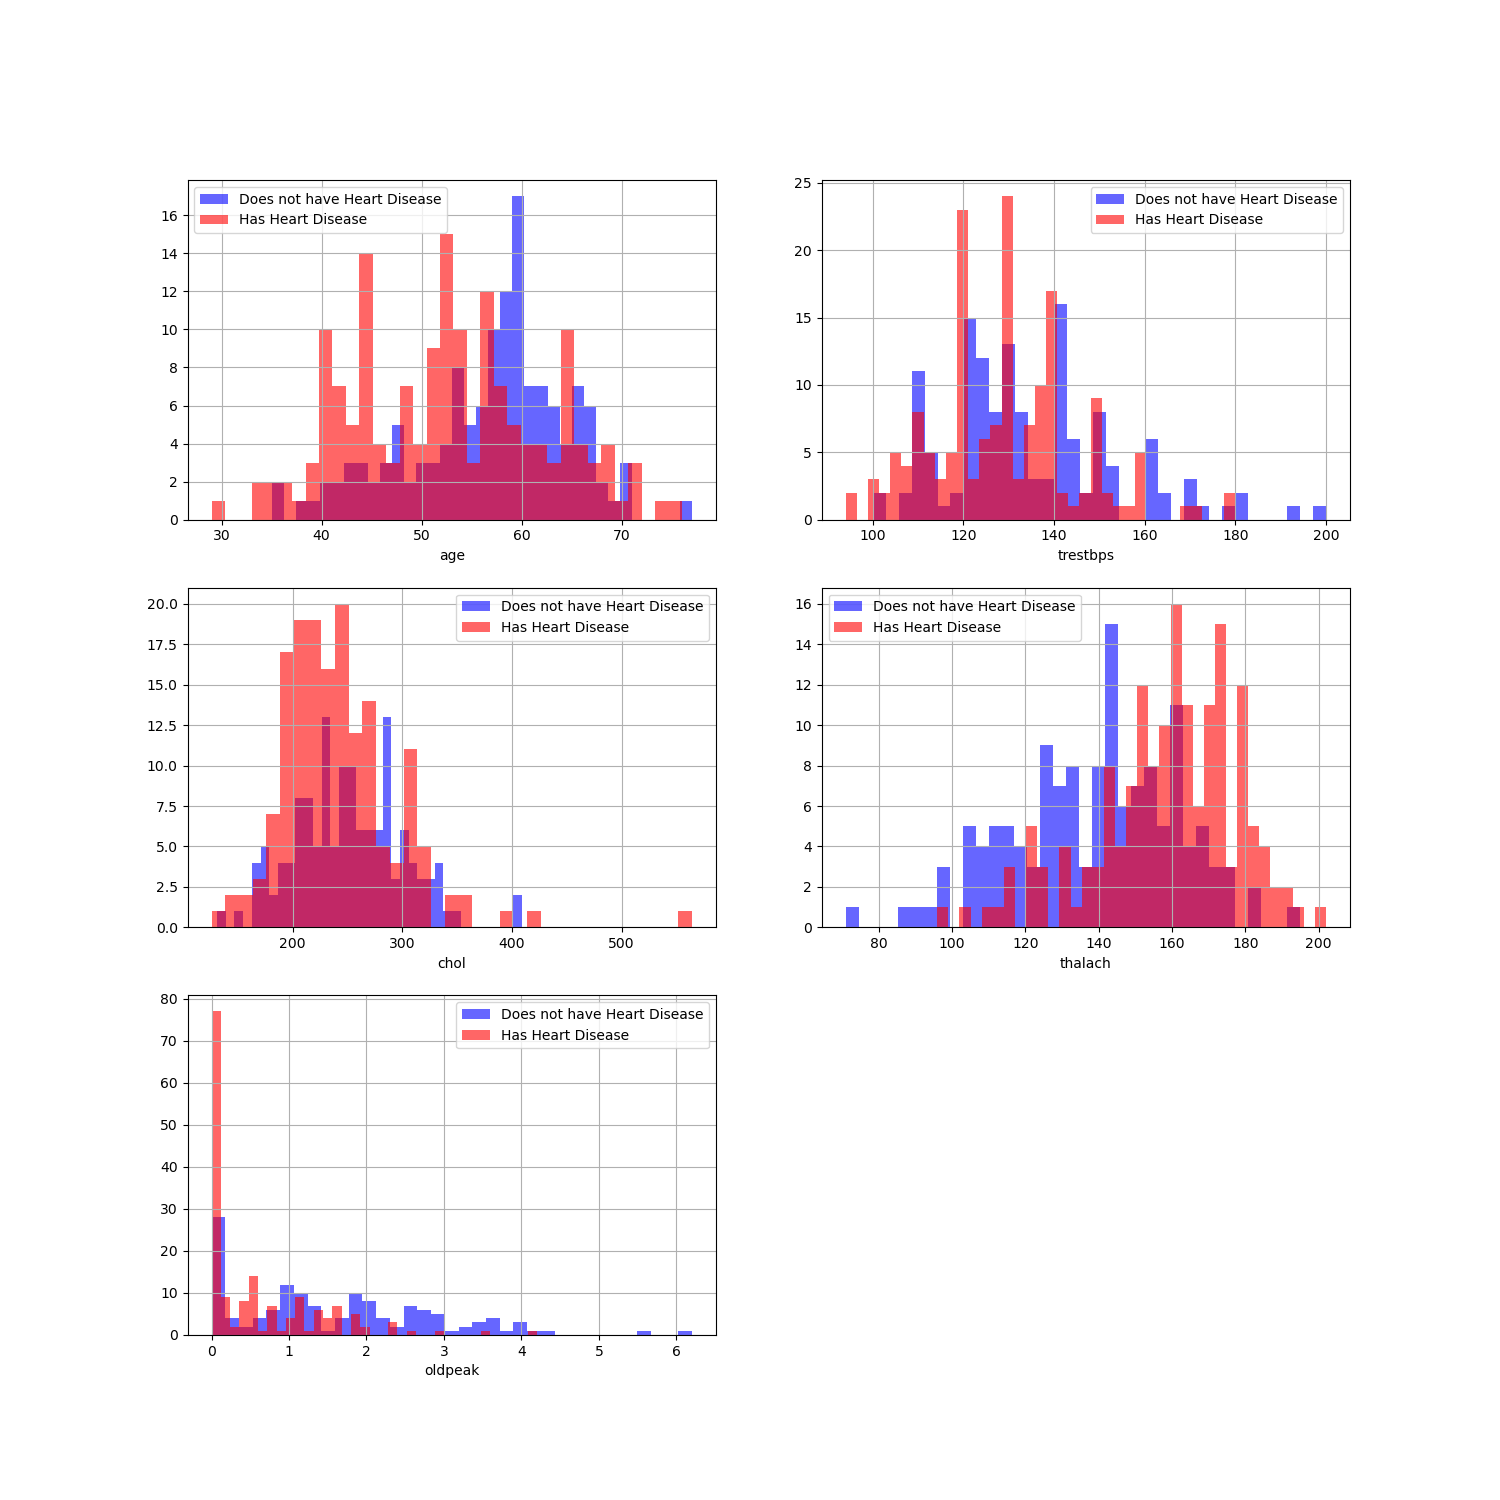 Does not have Heart Disease
Has Heart Disease
16
14
12
10
8
6
4
2
0
30 40 50 60 70
age
Does not have Heart Disease
Has Heart Disease
25
20
15
10
5
0
100 120 140 160 180 200
trestbps
Does not have Heart Disease
Has Heart Disease
20.0
17.5
15.0
12.5
10.0
7.5
5.0
2.5
0.0
200 300 400 500
chol
Does not have Heart Disease
Has Heart Disease
16
14
12
10
8
6
4
2
0
80 100 120 140 160 180 200
thalach
Does not have Heart Disease
Has Heart Disease
80
70
60
50
40
30
20
10
0
0 1 2 3 4 5 6
oldpeak